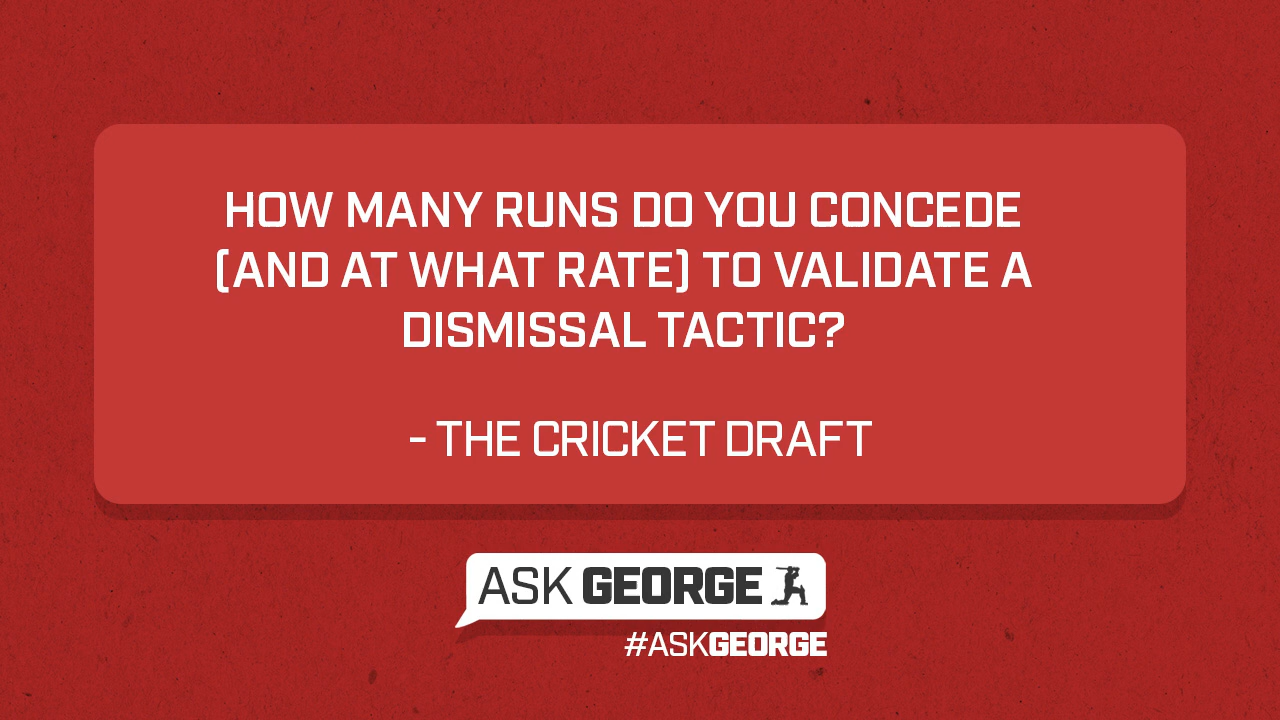 HOW MANY RUNS DO YOU CONCEDE
(AND AT WHAT RATE) TO VALIDATE A
DISMISSAL TACTIC?
- THE CRICKET DRAFT
ASK GEORGE
#ASKGEORGE